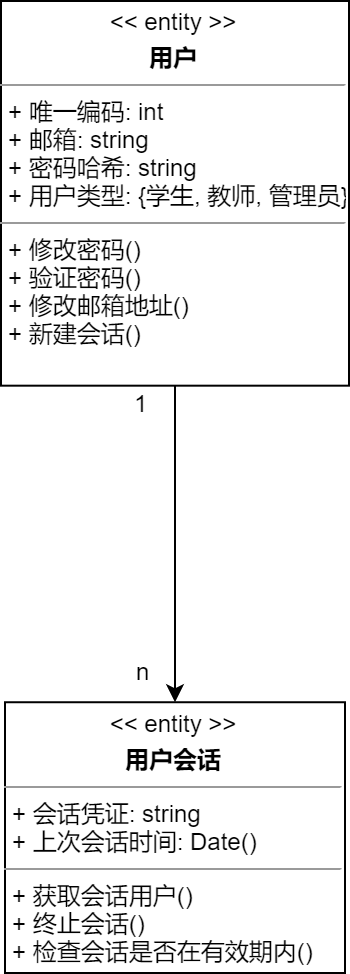 << entity >>
用户
+ 唯一编码: int
+ 邮箱: string
+ 密码哈希: string
+ 用户类型: {学生, 教师, 管理员}
+ 修改密码()
+ 验证密码()
+ 修改邮箱地址()
+ 新建会话()
1
n
<< entity >>
用户会话
+ 会话凭证: string
+ 上次会话时间: Date()
+ 获取会话用户()
+ 终止会话()
+ 检查会话是否在有效期内()